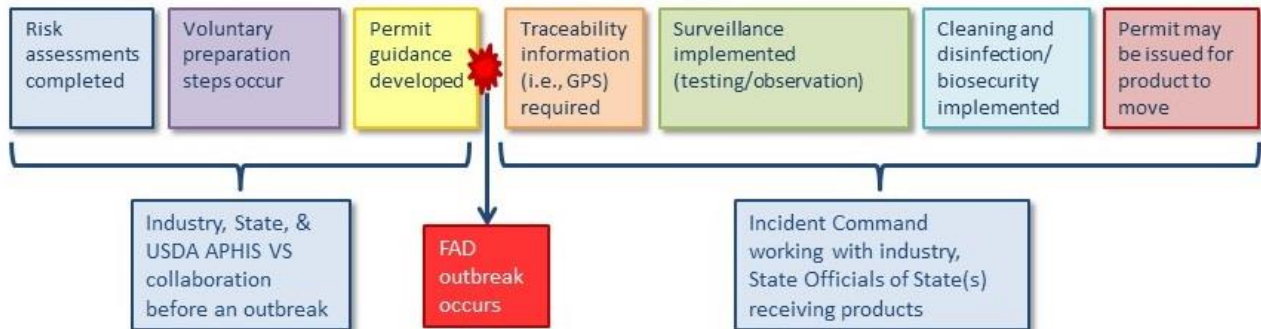 Risk
assessments
completed
Voluntary
preparation
steps occur
Permit
guidance
developed
Traceability
information
(i.e., GPS)
required
Surveillance
implemented
(testing/observation)
Cleaning and
disinfection/
biosecurity
implemented
Permit may
be issued for
product to
move
Industry, State, &
USDA APHIS VS
collaboration
before an outbreak
FAD
outbreak
occurs
Incident Command
working with industry,
State Officials of State(s)
receiving products